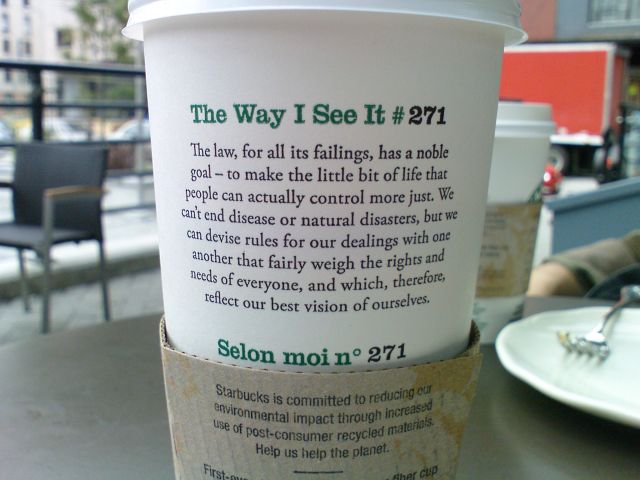 The Way I See It #271
The law, for all its failings, has a noble
goal – to make the little bit of life that
people can actually control more just. We
can't end disease or natural disasters, but we
can devise rules for our dealings with one
another that fairly weigh the rights and
needs of everyone, and which, therefore,
reflect our best vision of ourselves.
Selon moi n° 271
Starbucks is committed to reducing our
environmental impact through increased
use of post-consumer recycled materials.
Help us help the planet.
fiber cup